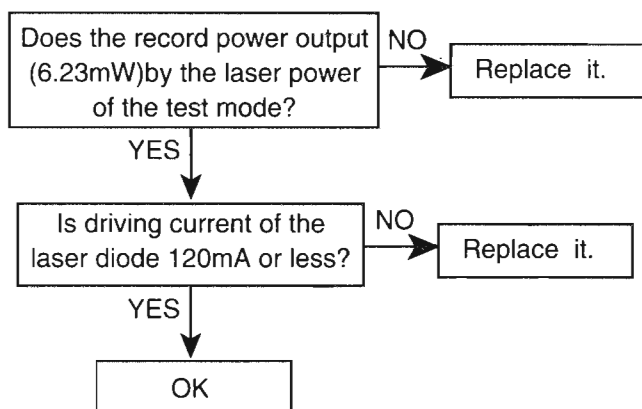 Does the record power output
(6.23mW)by the laser power
of the test mode?
NO
Replace it.
YES
Is driving current of the
laser diode 120mA or less?
NO
Replace it.
YES
OK